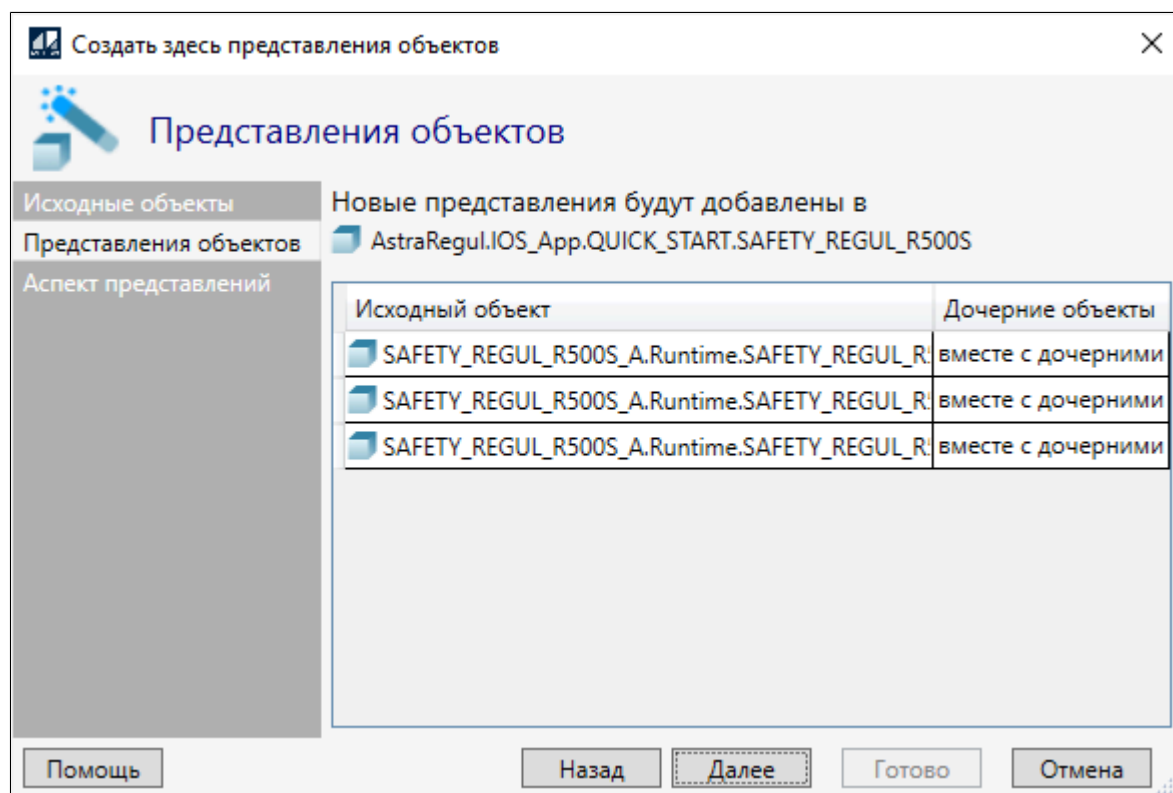 Создать здесь представления объектов
Представления объектов
Исходные объекты
Представления объектов
Аспект представлений
Новые представления будут добавлены в
AstraRegul.IOS_App.QUICK_START.SAFETY_REGUL_R500S
Исходный объект Дочерние объекты
SAFETY_REGUL_R500S_A.Runtime.SAFETY_REGUL_R вместе с дочерними
SAFETY_REGUL_R500S_A.Runtime.SAFETY_REGUL_R вместе с дочерними
SAFETY_REGUL_R500S_A.Runtime.SAFETY_REGUL_R вместе с дочерними
Помощь Назад Далее Готово Отмена